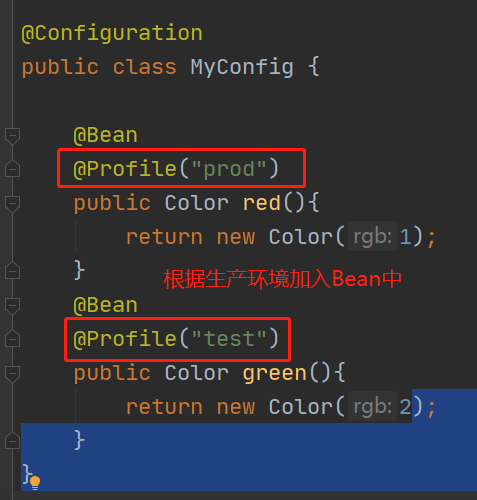 @Configuration
public class MyConfig {
@Bean
@Profile("prod")
public Color red(){
return new Color( rgb: 1);
}
根据生产环境加入Bean中
@Bean
@Profile("test")
public Color green(){
return new Color( rgb: 2);
}
}